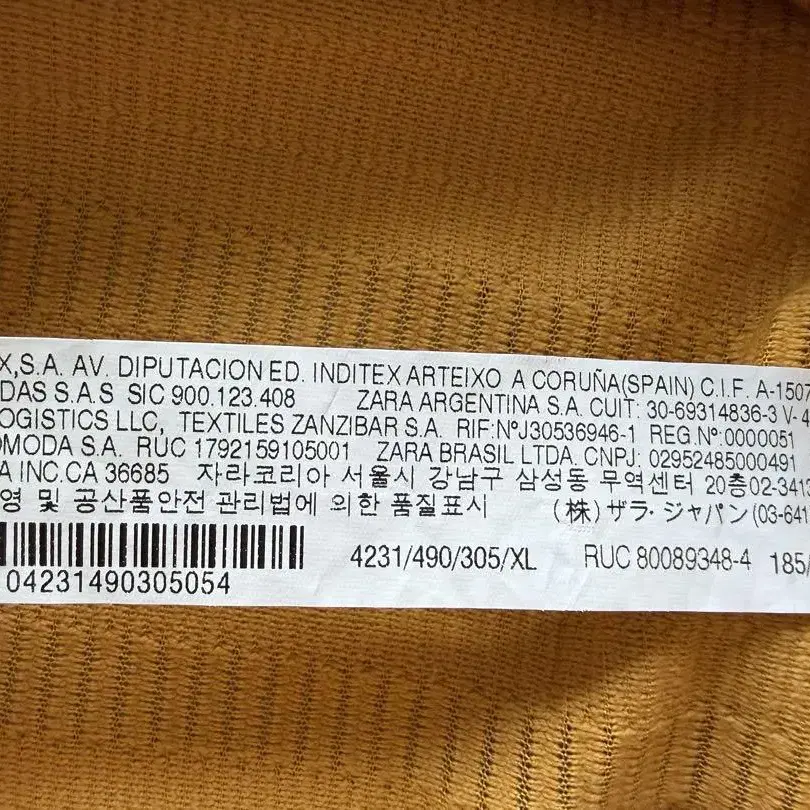 X,S.A. AV. DIPUTACION ED. INDITEX ARTEIXO A CORUÑA(SPAIN) C.I.F. A-1507
DAS S.A.S SIC 900.123.408 ZARA ARGENTINA S.A. CUIT: 30-69314836-3 V-4
OGISTICS LLC, TEXTILES ZANZIBAR S.A. RIF:NºJ30536946-1 REG.Nº:0000051
OMODA S.A. RUC 1792159105001 ZARA BRASIL LTDA. CNPJ: 02952485000491
A INC.CA 36685 자라코리아 서울시 강남구 삼성동 무역센터 20층02-3413
영 및 공산품안전 관리법에 의한 품질표시 (株)ザラ・ジャパン(03-641
4231/490/305/XL RUC 80089348-4 185/
04231490305054